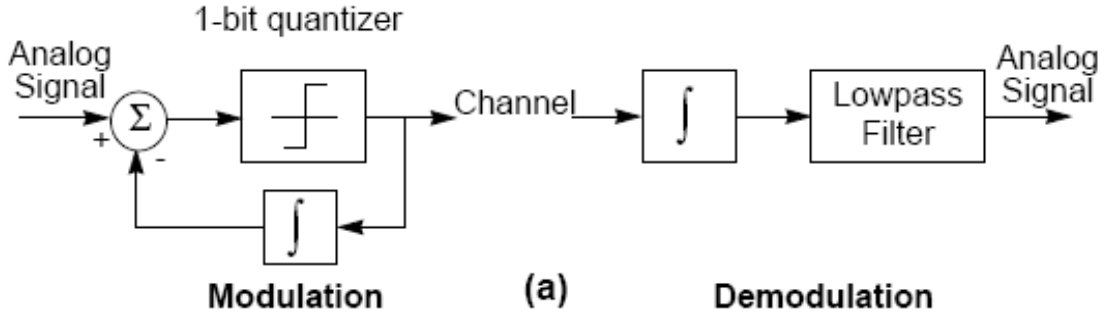 1-bit quantizer
Analog
Signal
+
Σ
-
∫
Channel
∫
Lowpass
Filter
Analog
Signal
Modulation
(a)
Demodulation